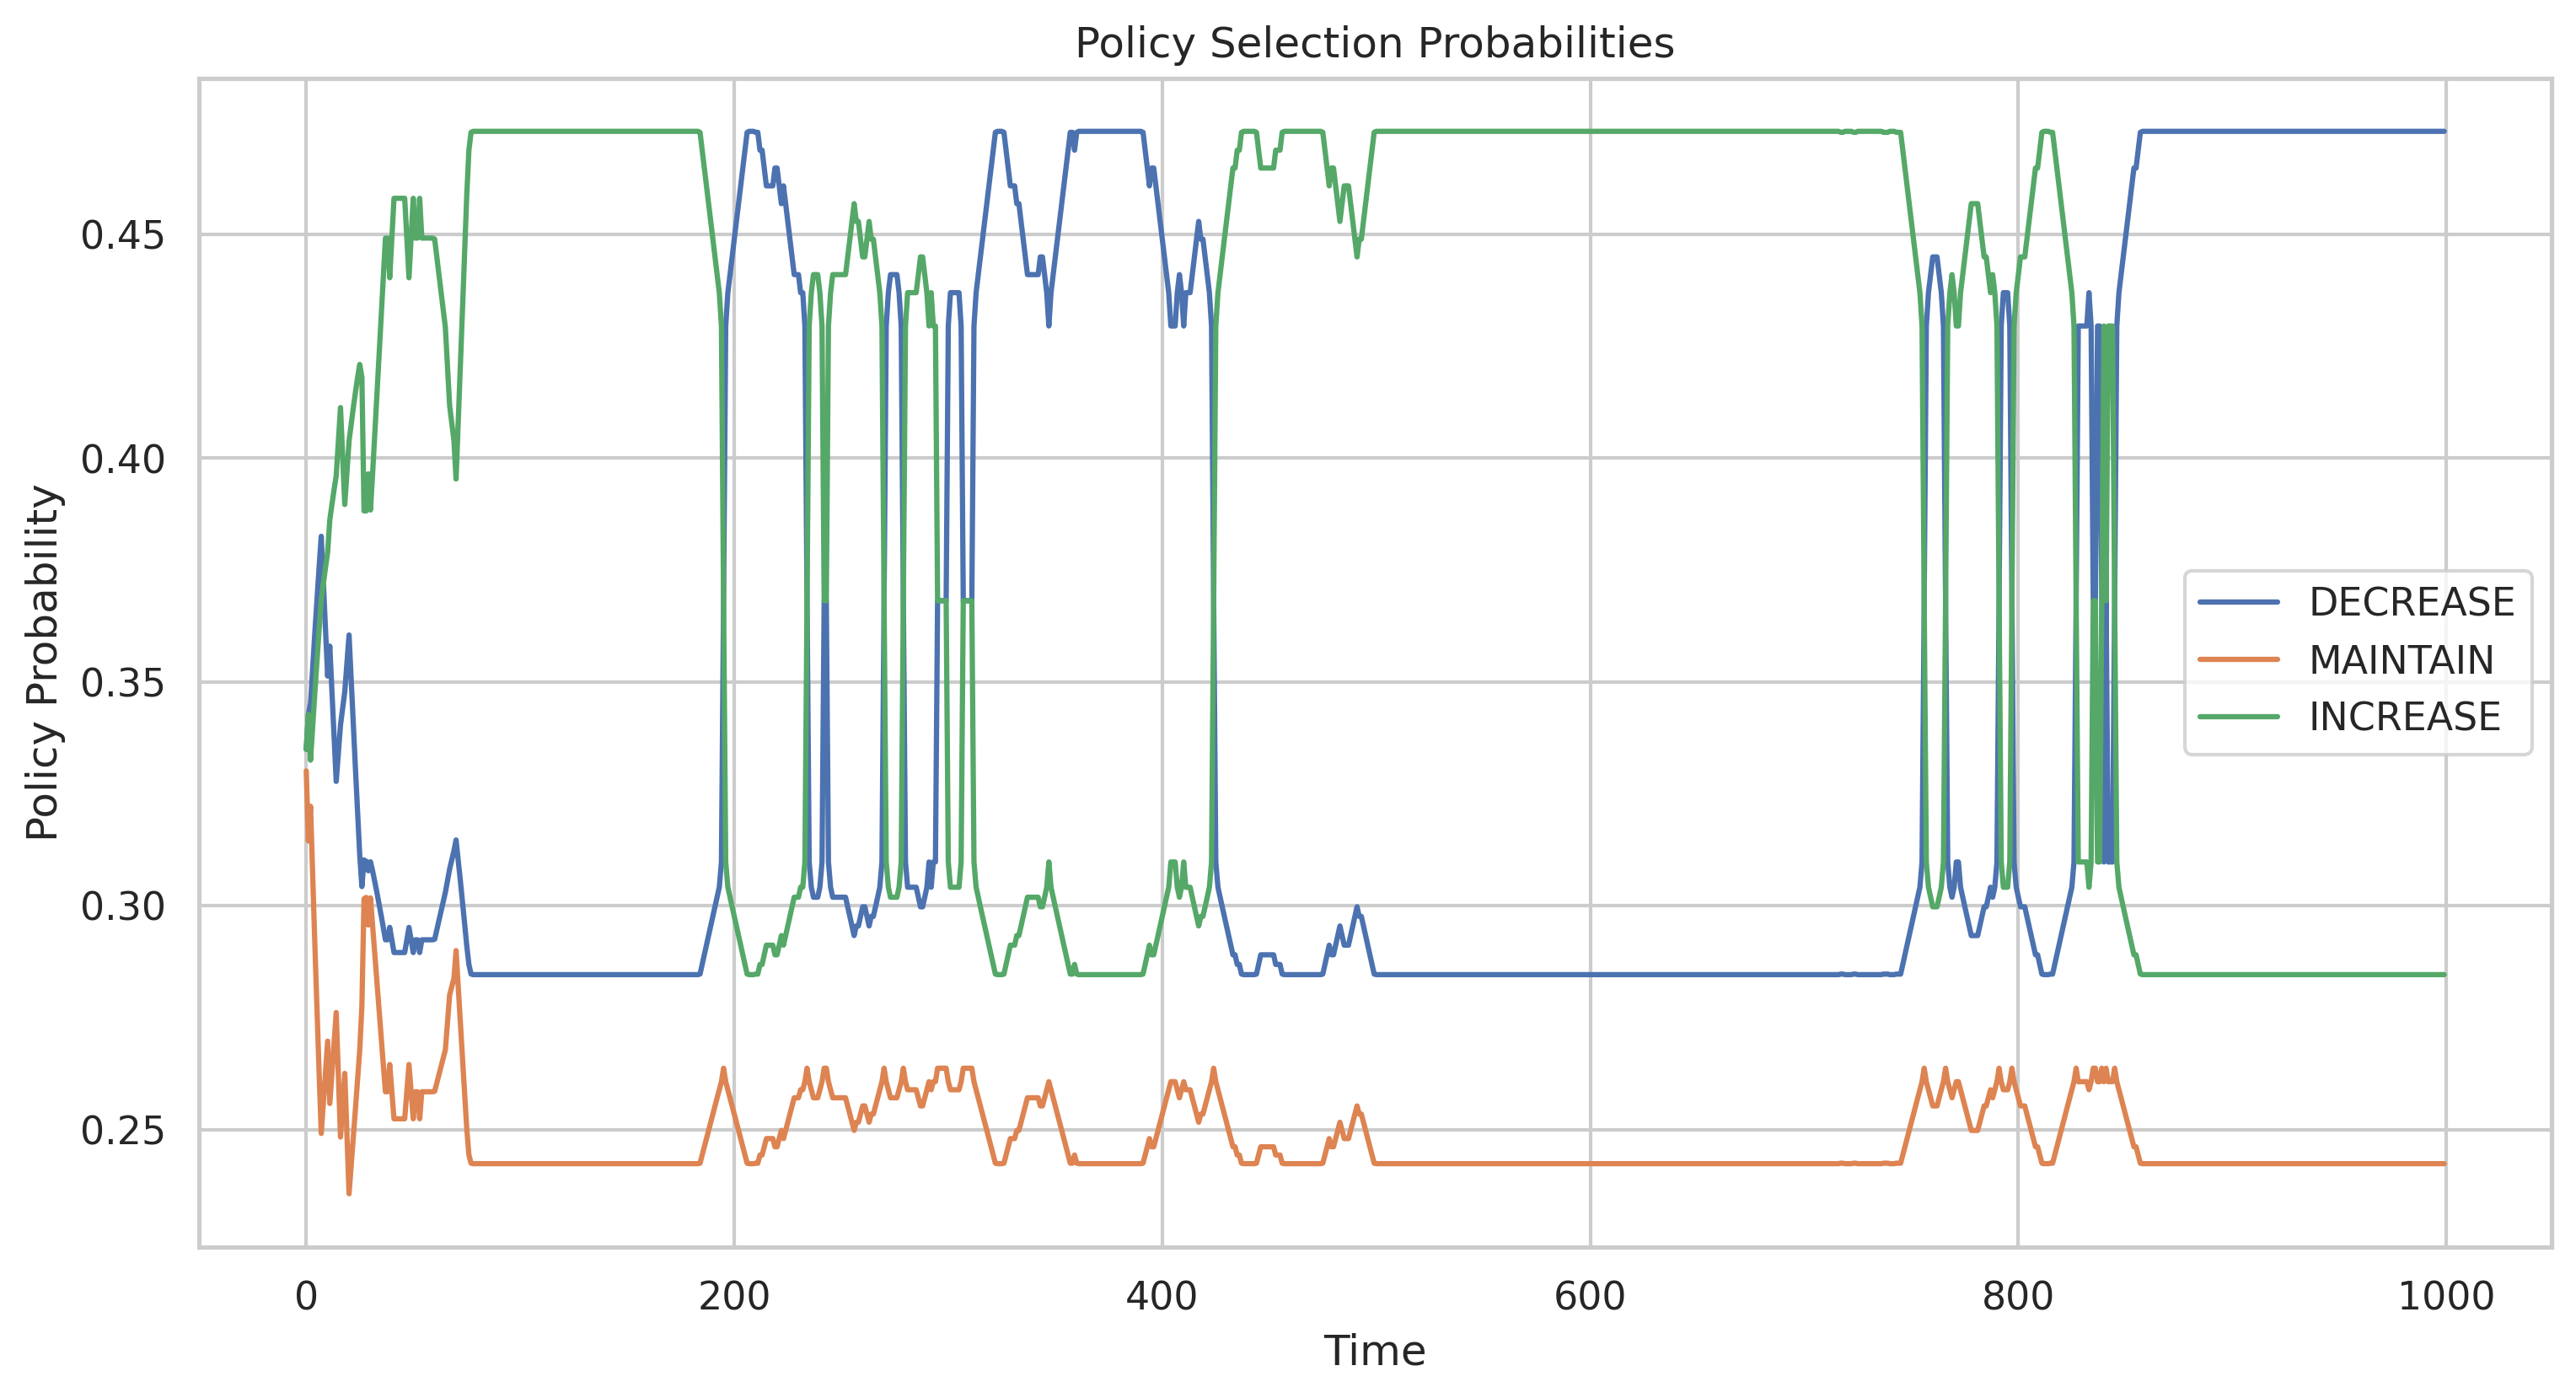 Policy Selection Probabilities
Policy Probability
0.45
0.40
0.35
0.30
0.25
0
200
400
600
800
1000
Time
DECREASE
MAINTAIN
INCREASE